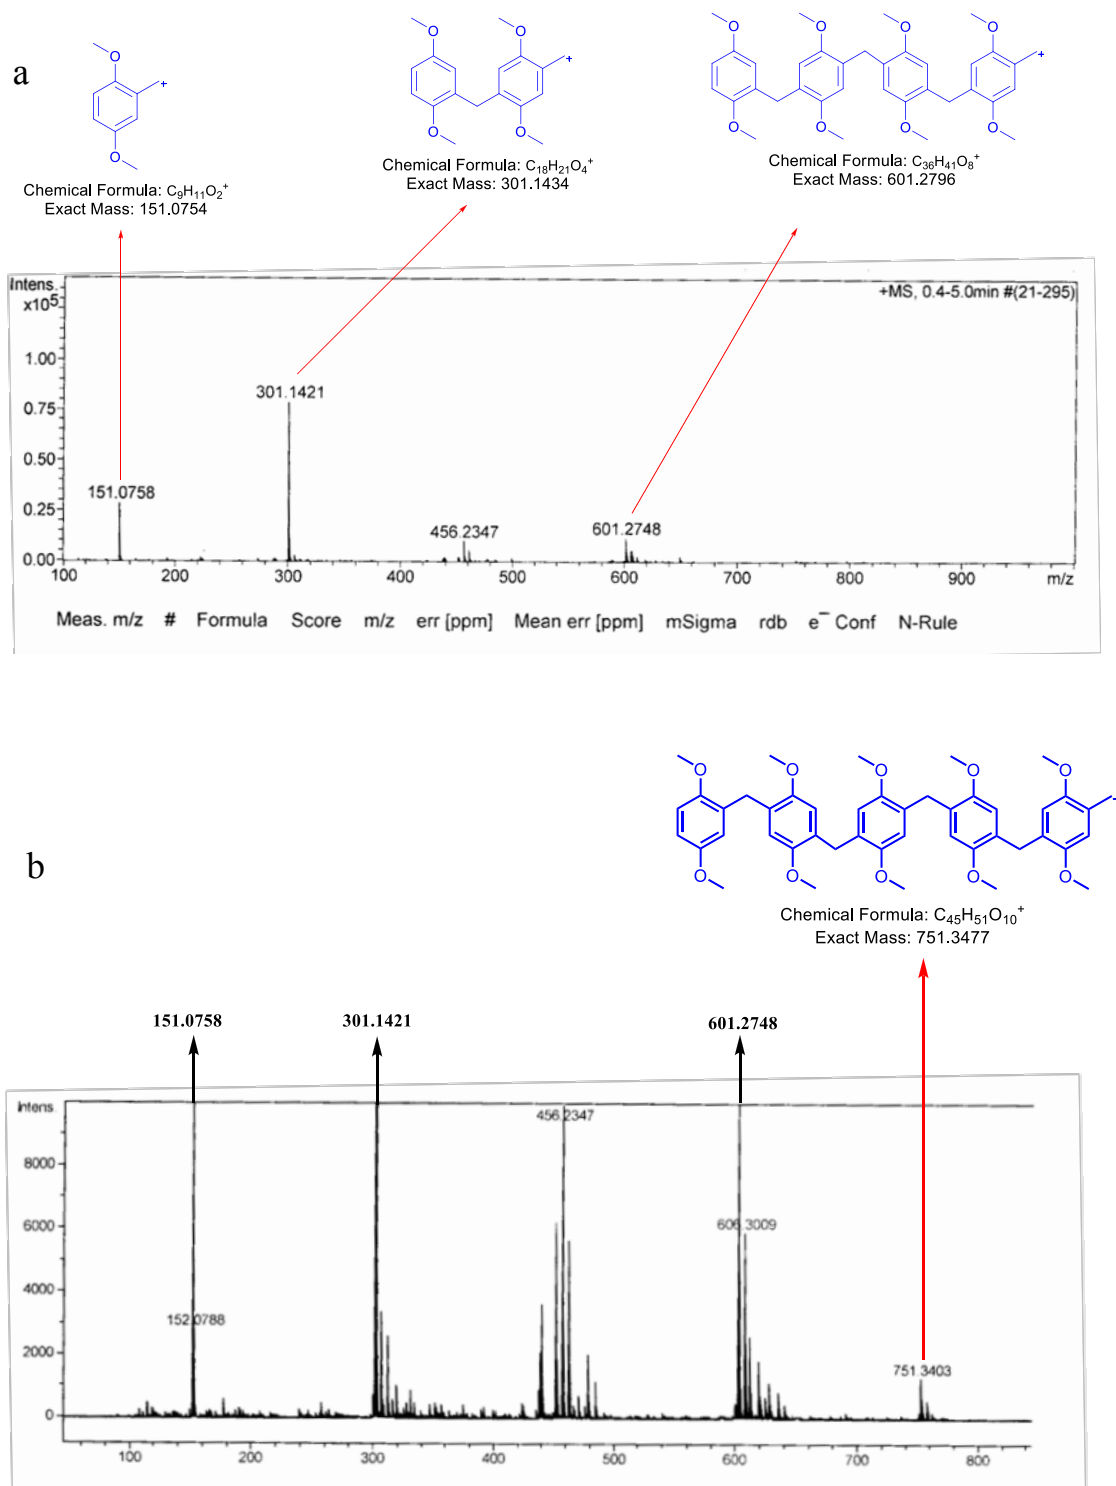 a
Chemical Formula: C₉H₁₁O₂⁺
Exact Mass: 151.0754
Chemical Formula: C₁₈H₂₁O₄⁺
Exact Mass: 301.1434
Chemical Formula: C₃₆H₄₁O₈⁺
Exact Mass: 601.2796
O O O O O O O O O O O O O O
+ + +
Intens.
x10⁵
+MS, 0.4-5.0min #(21-295)
1.00
0.75
0.50
0.25
0.00
151.0758
301.1421
456.2347
601.2748
100 200 300 400 500 600 700 800 900 m/z
Meas. m/z # Formula Score m/z err [ppm] Mean err [ppm] mSigma rdb e⁻ Conf N-Rule
b
O O O O O
O O O O O
Chemical Formula: C₄₅H₅₁O₁₀⁺
Exact Mass: 751.3477
151.0758 301.1421 601.2748
Intens.
8000
6000
4000
2000
0
456.2347
606.3009
152.0788
751.3403
100 200 300 400 500 600 700 800